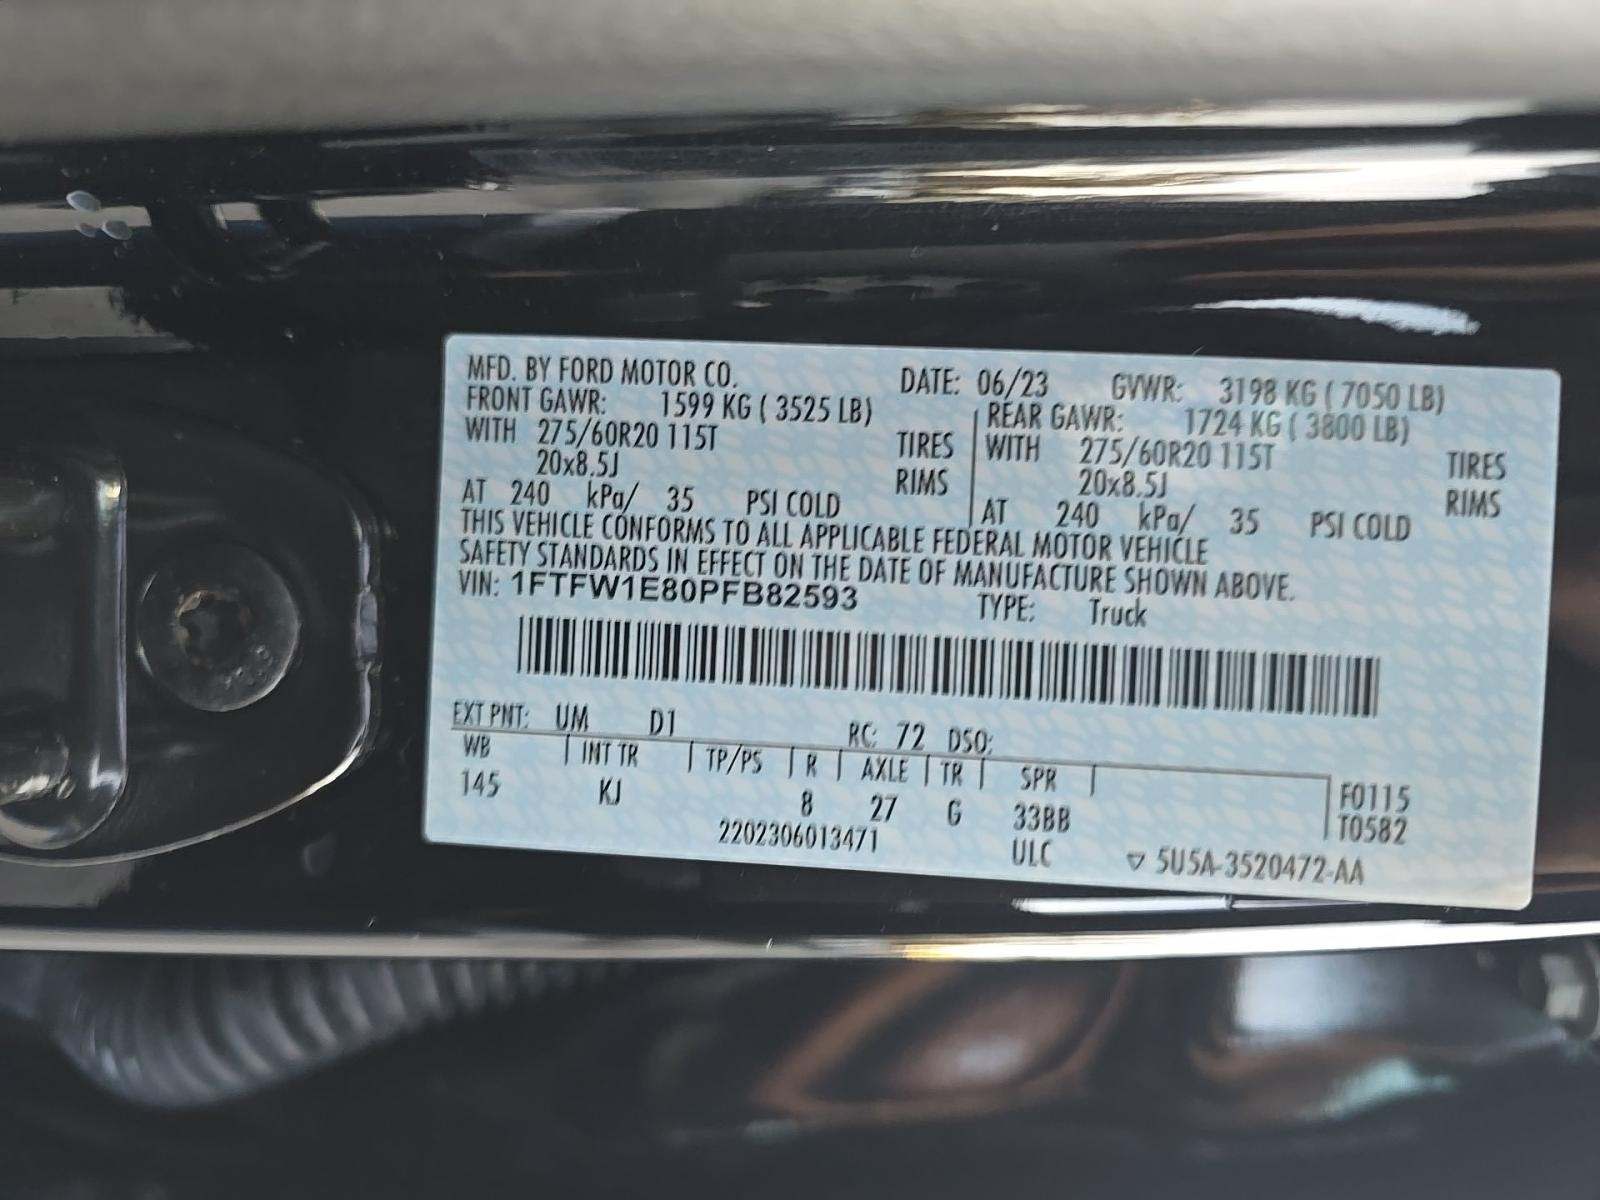 MFD. BY FORD MOTOR CO. DATE: 06/23 GVWR: 3198 KG ( 7050 LB)
FRONT GAWR: 1599 KG ( 3525 LB) REAR GAWR: 1724 KG ( 3800 LB)
WITH 275/60R20 115T TIRES WITH 275/60R20 115T TIRES
20x8.5J RIMS 20x8.5J RIMS
AT 240 kPa/ 35 PSI COLD AT 240 kPa/ 35 PSI COLD
THIS VEHICLE CONFORMS TO ALL APPLICABLE FEDERAL MOTOR VEHICLE
SAFETY STANDARDS IN EFFECT ON THE DATE OF MANUFACTURE SHOWN ABOVE.
VIN: 1FTFW1E80PFB82593 TYPE: Truck
EXT PNT: UM D1 RC: 72 DSO:
WB INT TR TP/PS R AXLE TR SPR
145 KJ 8 27 G 33BB F0115
T0582
2202306013471 ULC ▽ 5U5A-3520472-AA